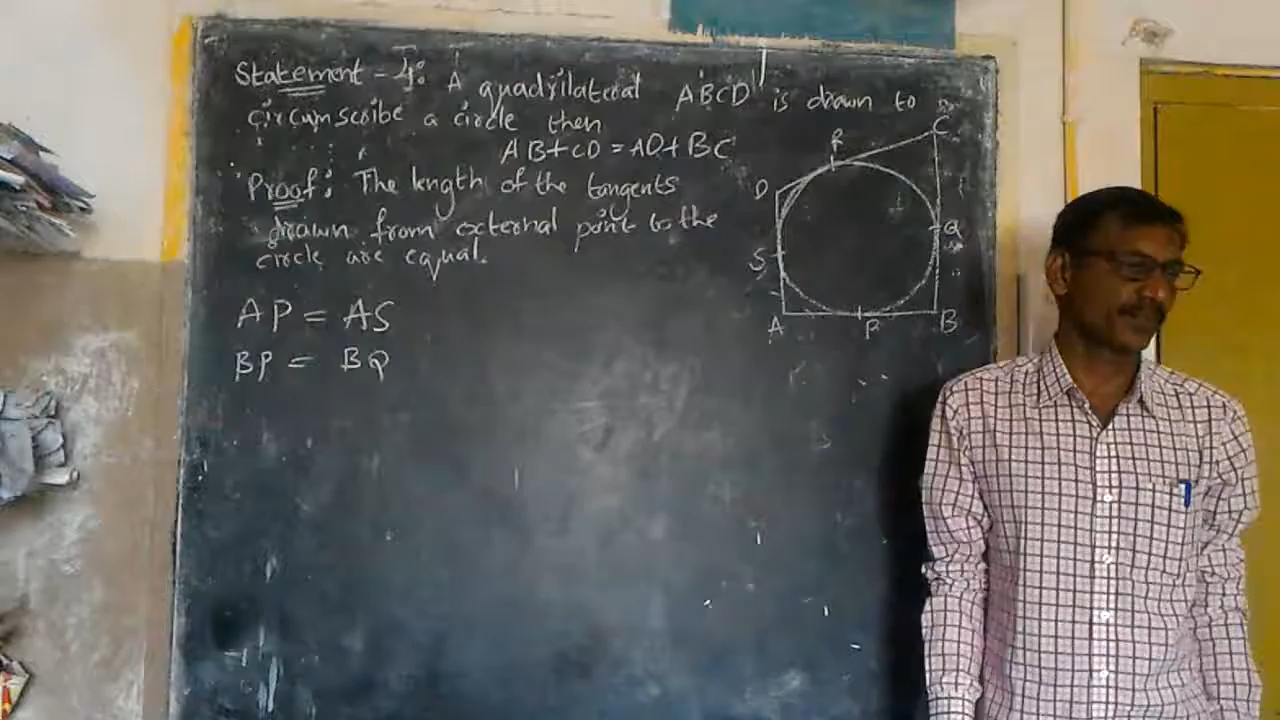 Statement - 4: A quadrilateral ABCD is drawn to
circumscribe a circle then
AB+CD = AD+BC
Proof: The length of the tangents
drawn from external point to the
circle are equal.
AP = AS
BP = BQ
C
R
D
Q
S
A
P
B